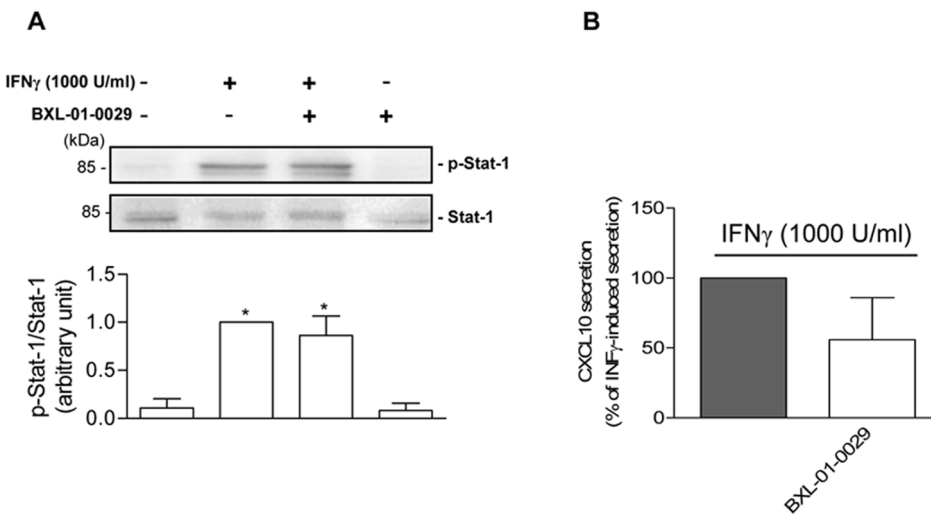 A
IFNγ (1000 U/ml) – + + -
BXL-01-0029 – - + +
(kDa)
85 - - p-Stat-1
85 - - Stat-1
p-Stat-1/Stat-1
(arbitrary unit)
1.5
1.0
0.5
0.0
* *
B
CXCL10 secretion
(% of INFγ-induced secretion)
150
100
50
0
IFNγ (1000 U/ml)
BXL-01-0029